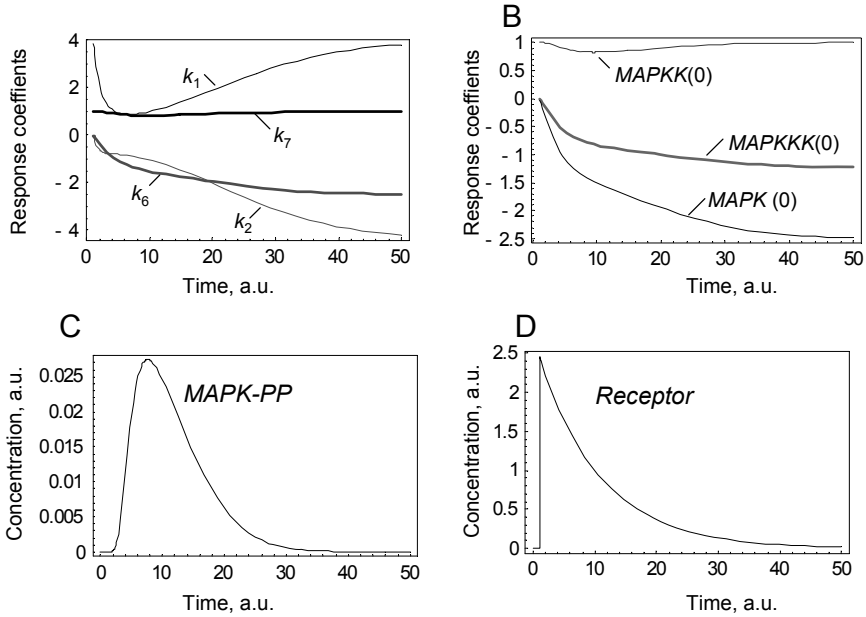 B
Response coeffients
4
2
0
- 2
- 4
k1
k7
k6
k2
0
10
20
30
40
50
Time, a.u.
Response coeffients
1
0.5
0
- 0.5
- 1
- 1.5
- 2
- 2.5
MAPKK(0)
MAPKKK(0)
MAPK (0)
0
10
20
30
40
50
Time, a.u.
C
Concentration, a.u.
0.025
0.02
0.015
0.01
0.005
0
MAPK-PP
0
10
20
30
40
50
Time, a.u.
D
Concentration, a.u.
2.5
2
1.5
1
0.5
0
Receptor
0
10
20
30
40
50
Time, a.u.